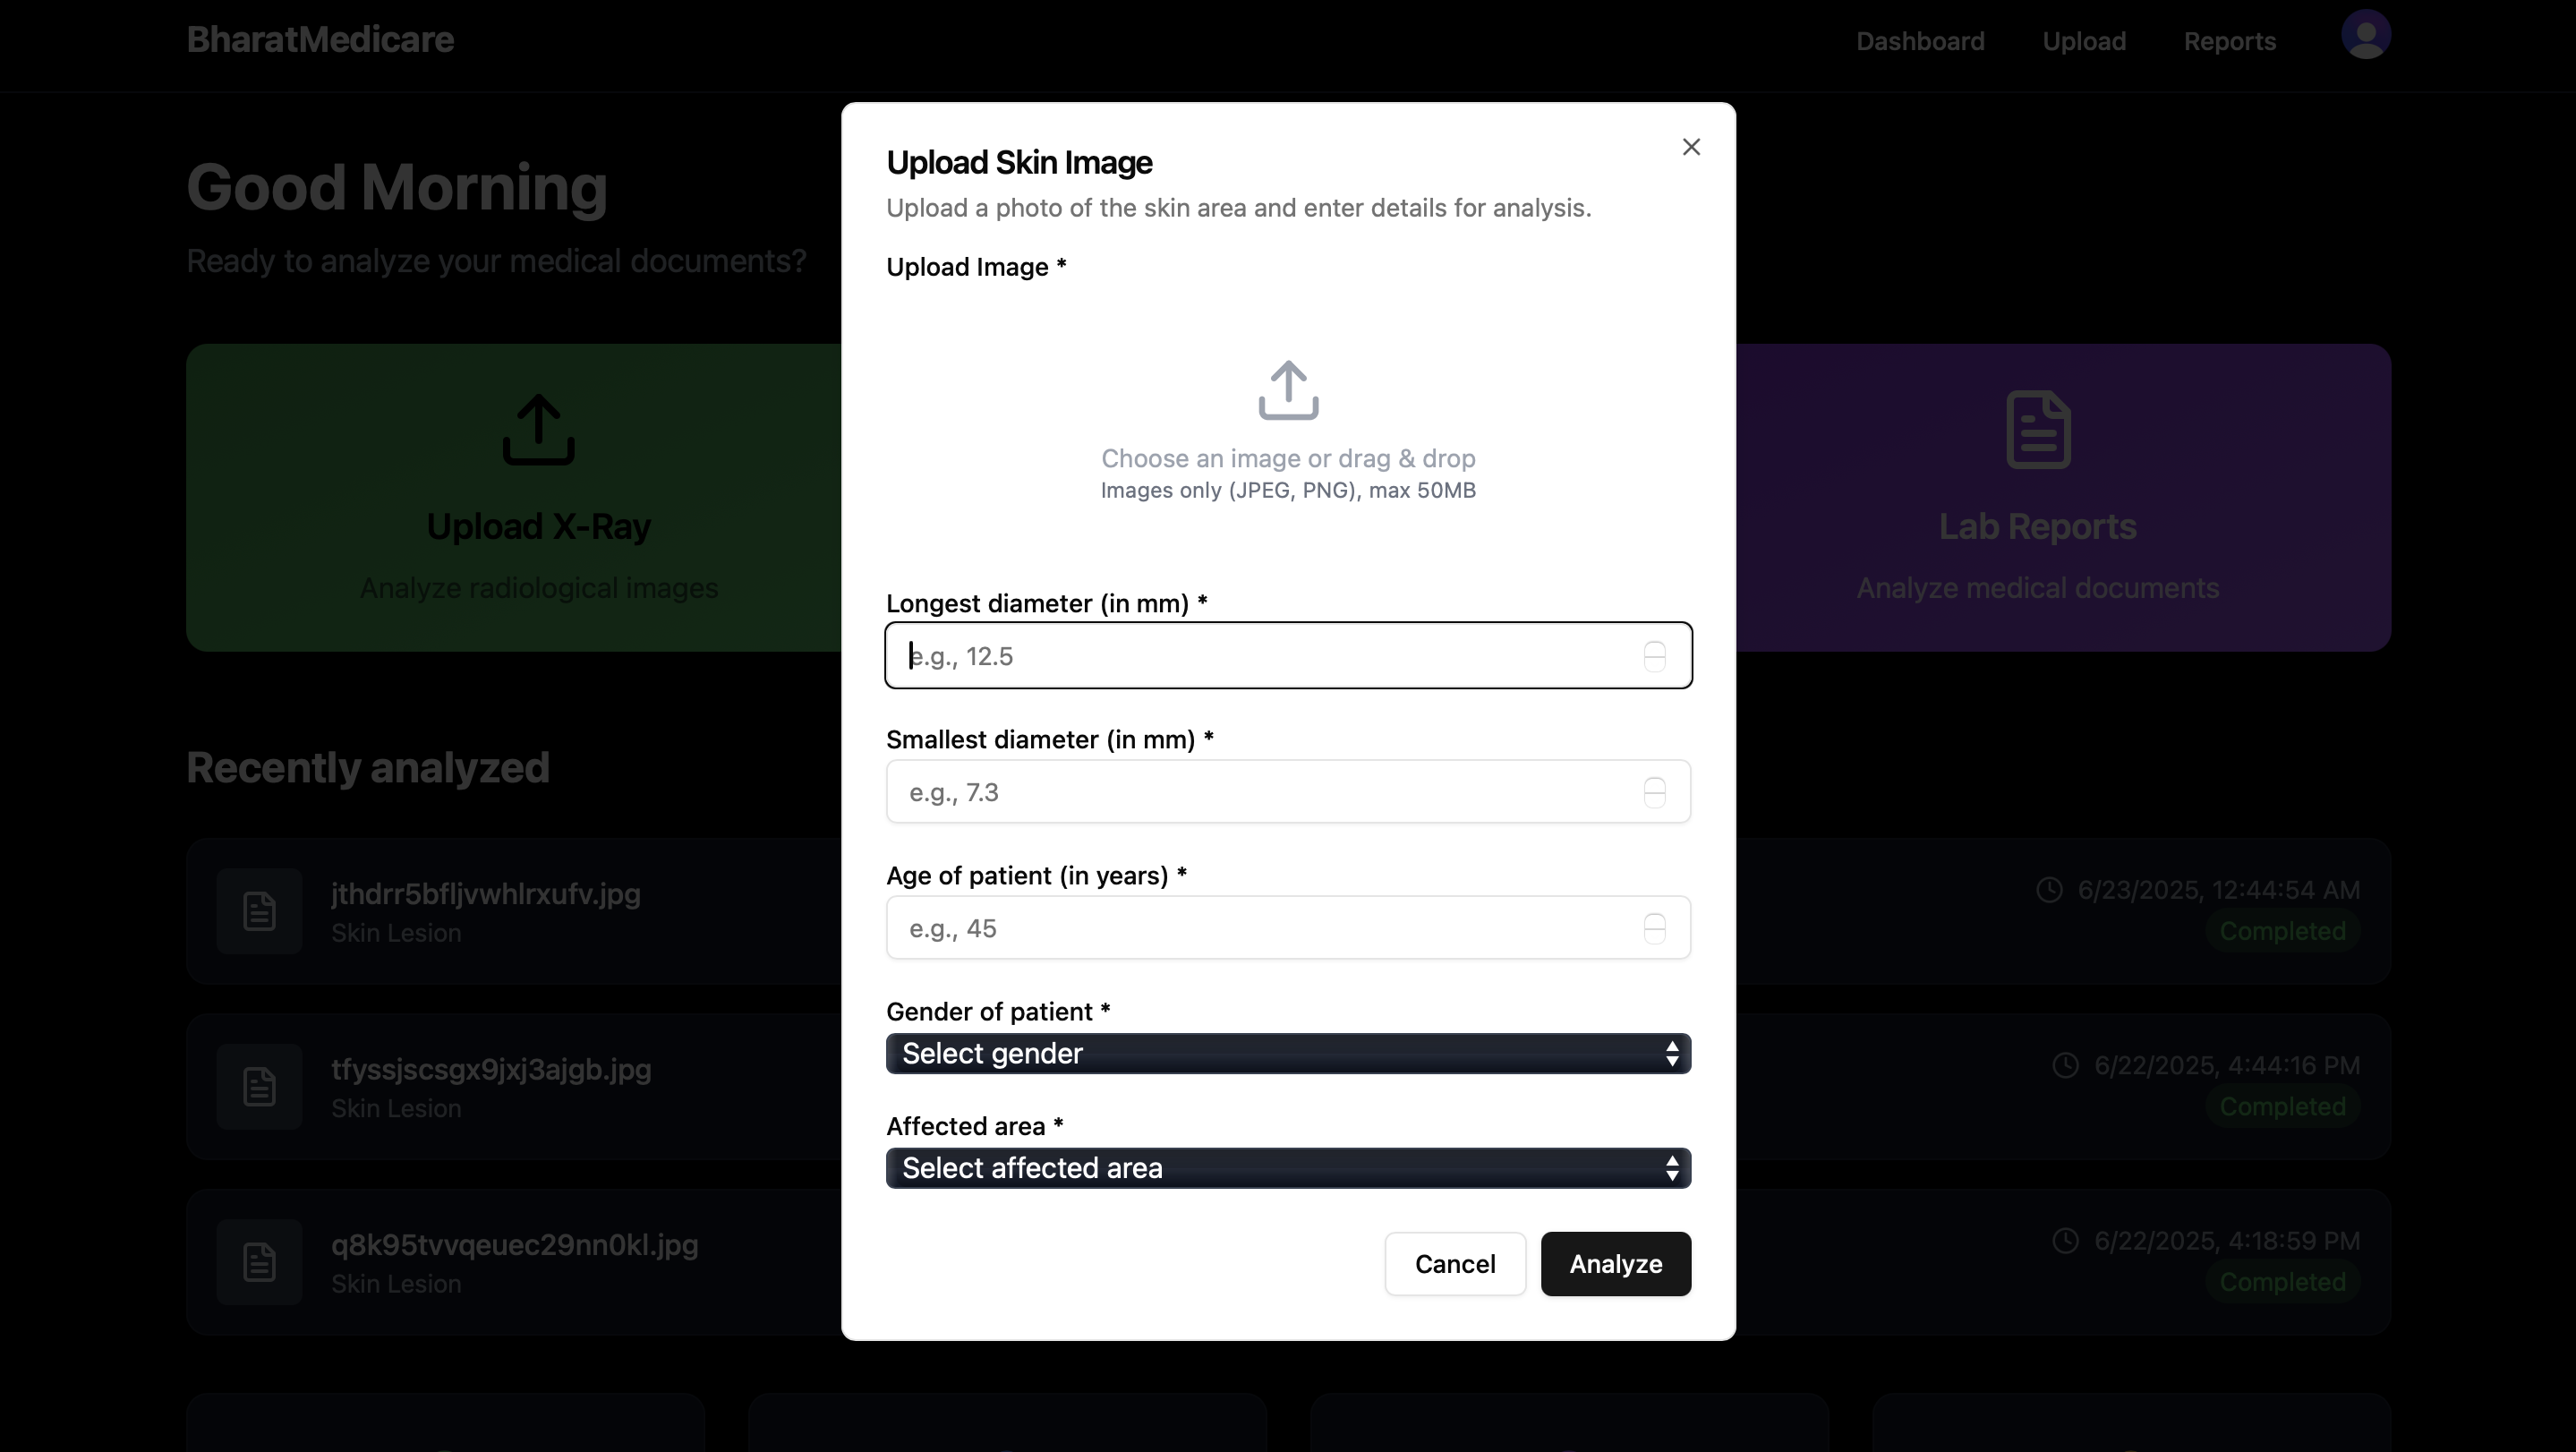 BharatMedicare
Dashboard
Upload
Reports
Good Morning
Ready to analyze your medical documents?
Upload X-Ray
Analyze radiological images
Lab Reports
Analyze medical documents
Recently analyzed
jthdrr5bfljvwhlrxufv.jpg
Skin Lesion
6/23/2025, 12:44:54 AM
Completed
tfyssjscsgx9jxj3ajgb.jpg
Skin Lesion
6/22/2025, 4:44:16 PM
Completed
q8k95tvvqeuec29nn0kl.jpg
Skin Lesion
6/22/2025, 4:18:59 PM
Completed
Upload Skin Image
Upload a photo of the skin area and enter details for analysis.
Upload Image *
Choose an image or drag & drop
Images only (JPEG, PNG), max 50MB
Longest diameter (in mm) *
e.g., 12.5
Smallest diameter (in mm) *
e.g., 7.3
Age of patient (in years) *
e.g., 45
Gender of patient *
Select gender
Affected area *
Select affected area
Cancel
Analyze